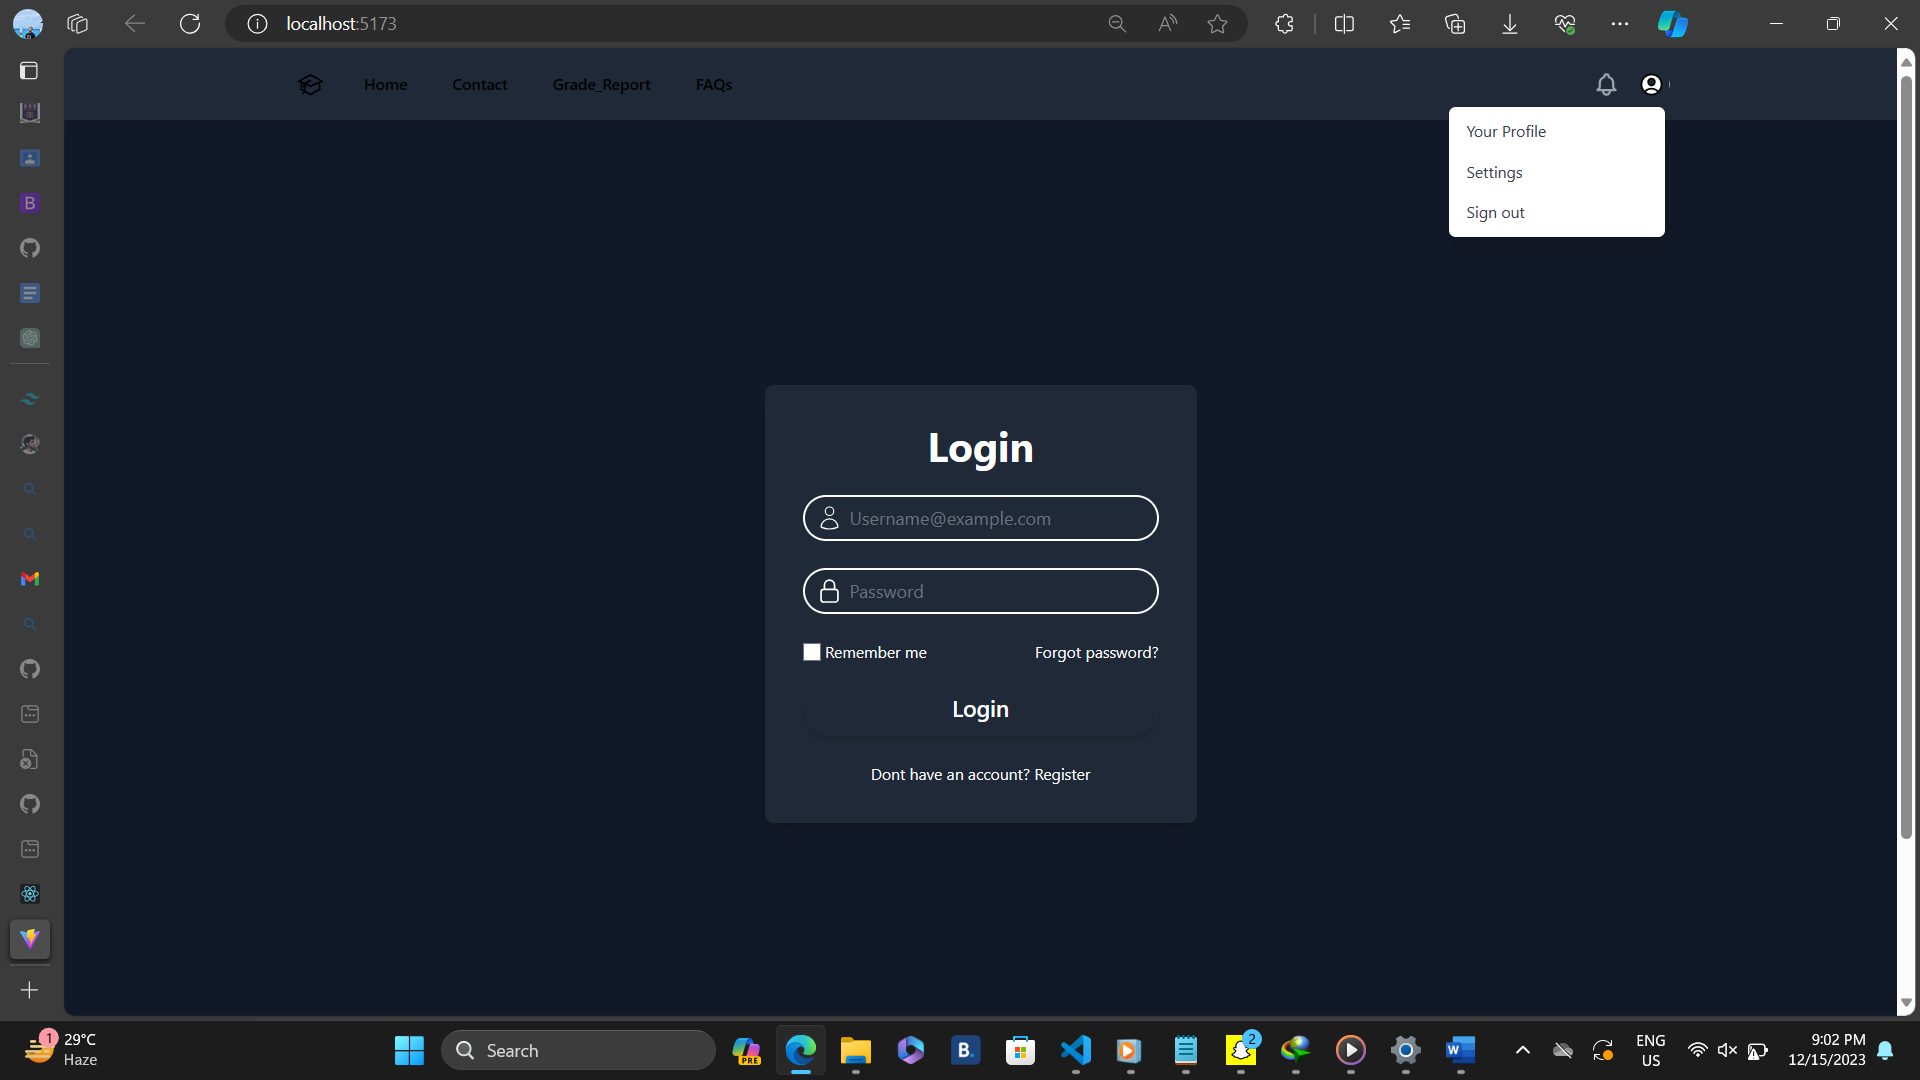 localhost:5173
Home Contact Grade_Report FAQs
Your Profile
Settings
Sign out
Login
Username@example.com
Password
Remember me Forgot password?
Login
Dont have an account? Register
B
1
29°C
Haze
Search
PRE
B.
2
W
ENG
US
9:02 PM
12/15/2023